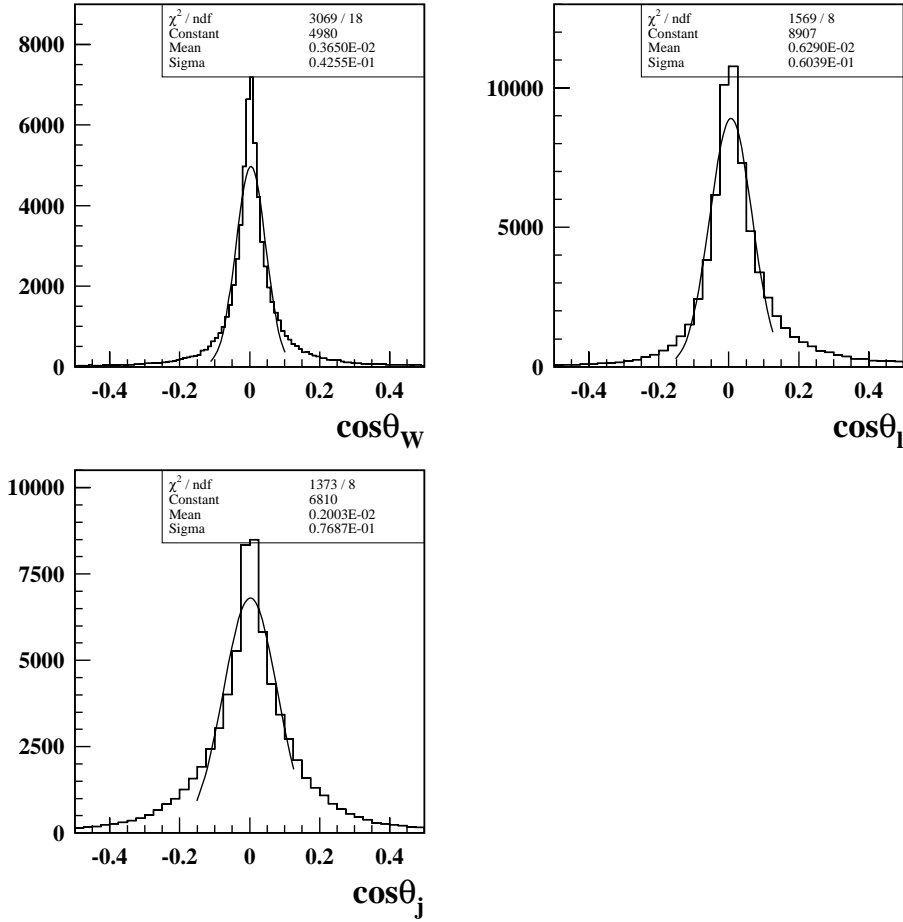 χ² / ndf 3069 / 18
Constant 4980
Mean 0.3650E-02
Sigma 0.4255E-01
8000
6000
4000
2000
0
-0.4 -0.2 0 0.2 0.4
cosθW
χ² / ndf 1569 / 8
Constant 8907
Mean 0.6290E-02
Sigma 0.6039E-01
10000
5000
0
-0.4 -0.2 0 0.2 0.4
cosθl
χ² / ndf 1373 / 8
Constant 6810
Mean 0.2003E-02
Sigma 0.7687E-01
10000
7500
5000
2500
0
-0.4 -0.2 0 0.2 0.4
cosθj